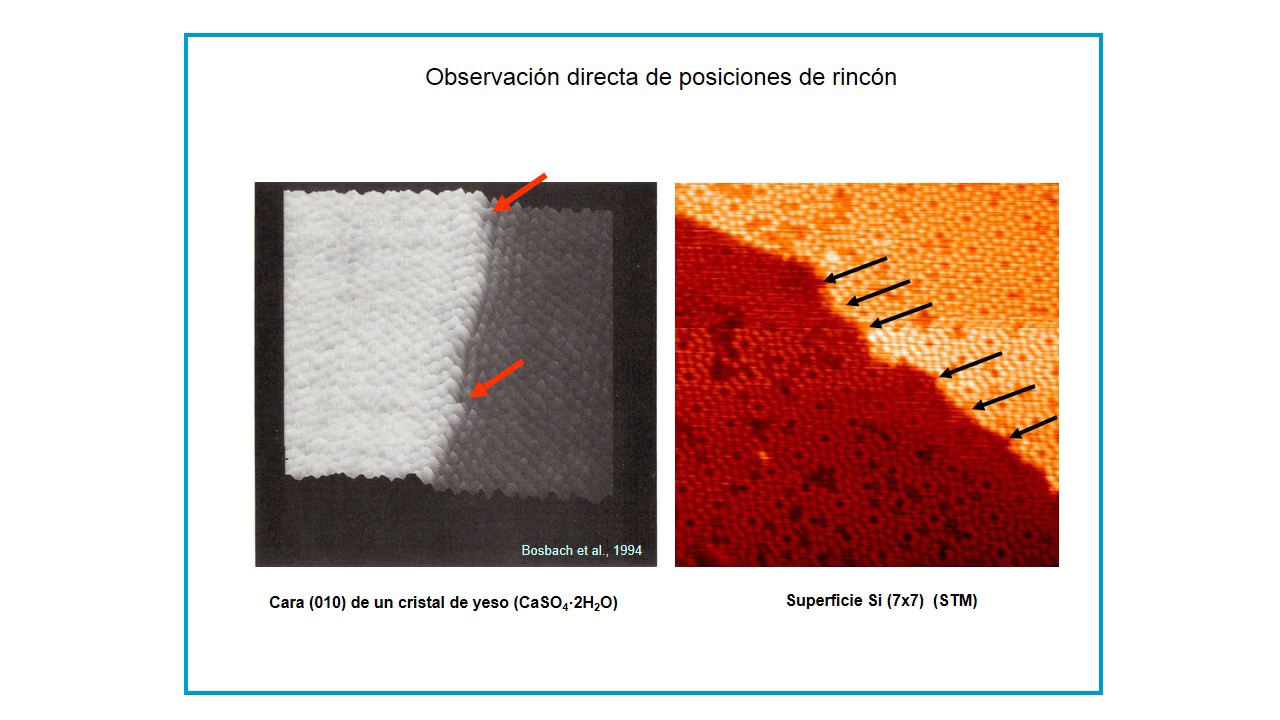 Observación directa de posiciones de rincón
Bosbach et al., 1994
Cara (010) de un cristal de yeso (CaSO₄·2H₂O)
Superficie Si (7x7) (STM)